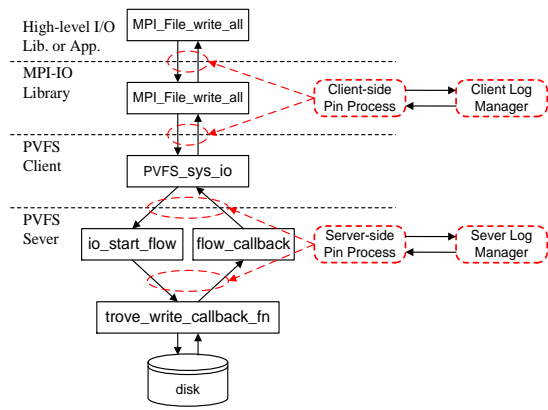 High-level I/O
Lib. or App.
MPI_File_write_all
MPI-IO
Library
MPI_File_write_all
Client-side
Pin Process
Client Log
Manager
PVFS
Client
PVFS_sys_io
PVFS
Sever
io_start_flow
flow_callback
Server-side
Pin Process
Sever Log
Manager
trove_write_callback_fn
disk